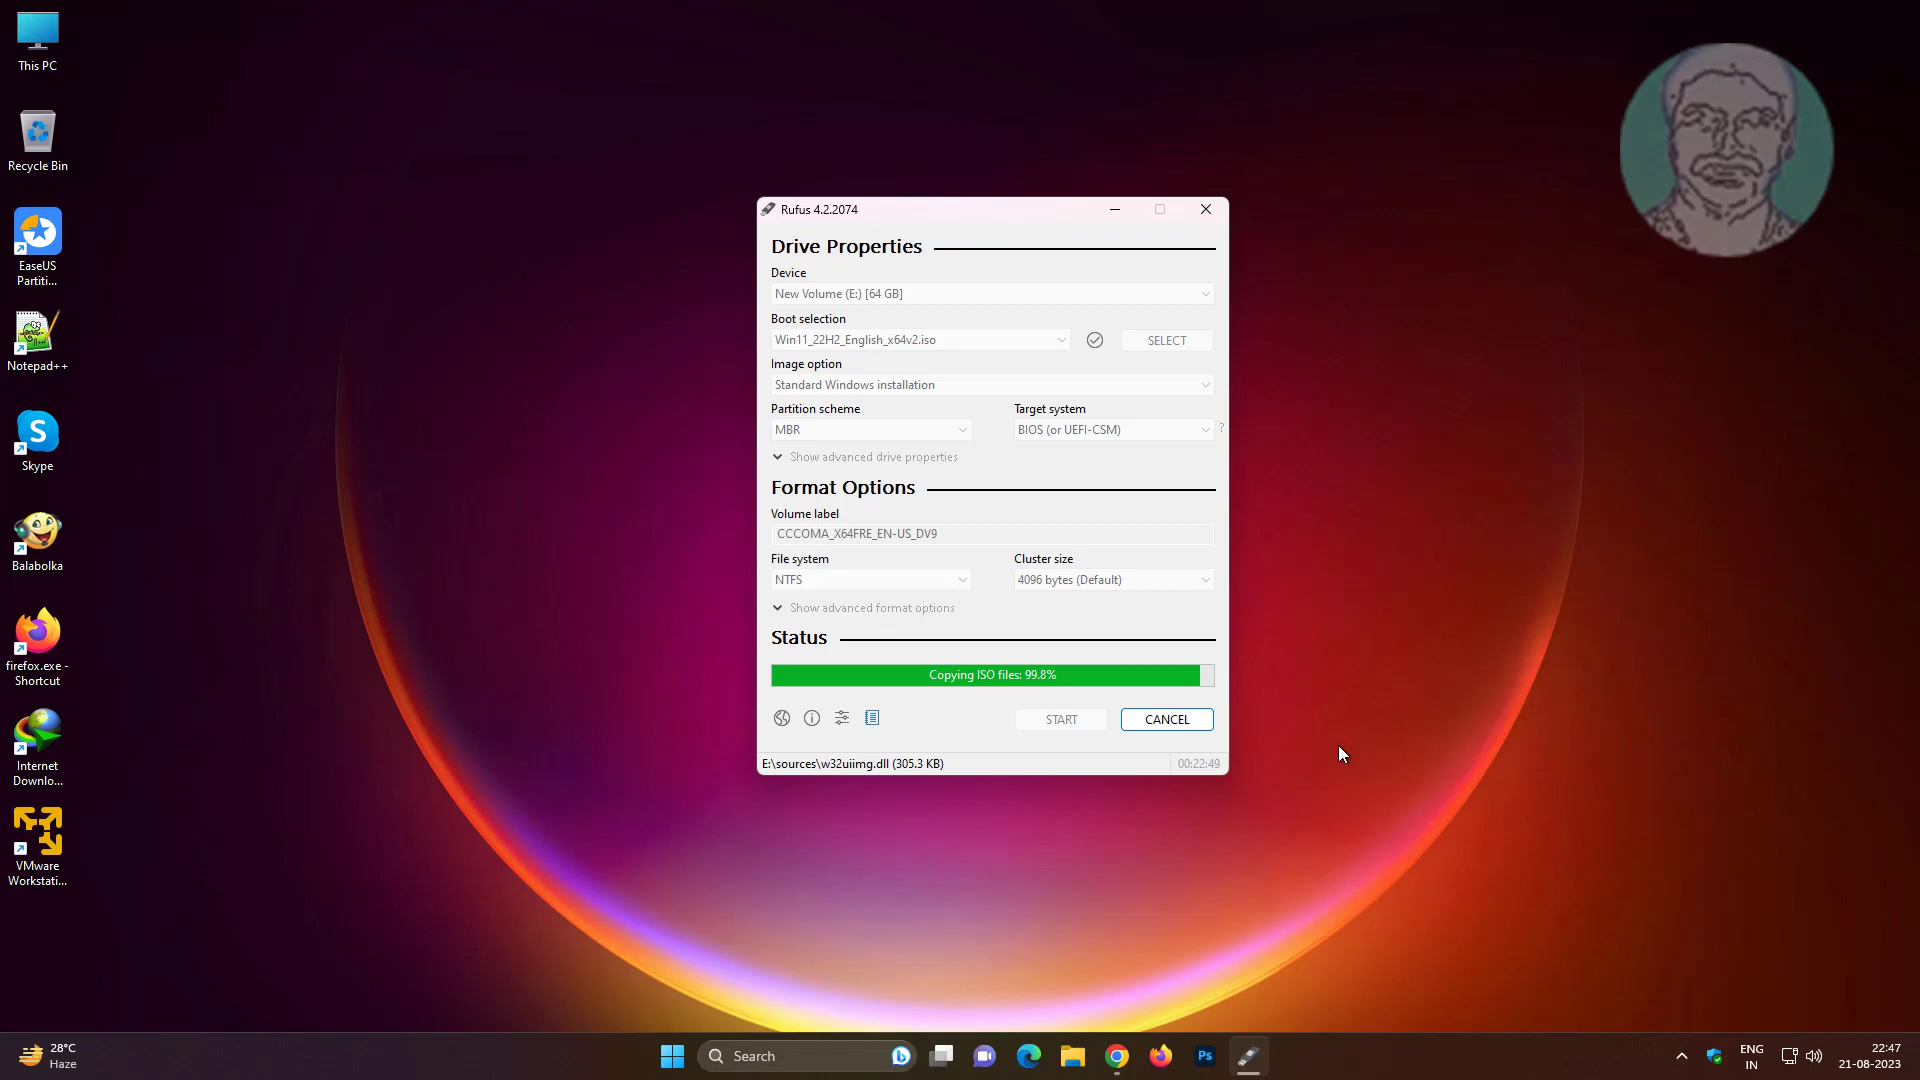 This PC
Recycle Bin
EaseUS
Partiti...
Notepad++
S
Skype
Balabolka
firefox.exe -
Shortcut
Internet
Downlo...
VMware
Workstati...
Rufus 4.2.2074
Drive Properties
Device
New Volume (E:) [64 GB]
Boot selection
Win11_22H2_English_x64v2.iso
SELECT
Image option
Standard Windows installation
Partition scheme
Target system
MBR
BIOS (or UEFI-CSM)
?
Show advanced drive properties
Format Options
Volume label
CCCOMA_X64FRE_EN-US_DV9
File system
Cluster size
NTFS
4096 bytes (Default)
Show advanced format options
Status
Copying ISO files: 99.8%
START
CANCEL
E:\sources\w32uiimg.dll (305.3 KB)
00:22:49
28°C
Haze
Search
b
Ps
ENG
IN
22:47
21-08-2023